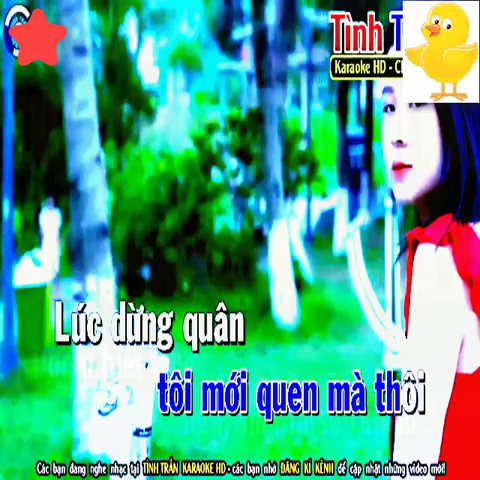 Tình
Karaoke HD - C
Lúc dừng quân
tôi mới quen mà thôi
Các bạn đang nghe nhạc tại TÌNH TRẦN KARAOKE HD - các bạn nhớ ĐĂNG KÍ KÊNH để cập nhật những video mới!